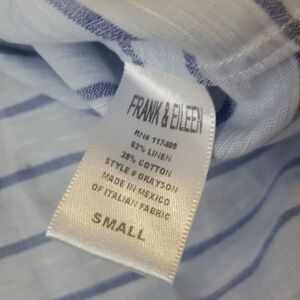 FRANK & EILEEN
RN# 117409
62% LINEN
38% COTTON
STYLE # GRAYSON
MADE IN MEXICO
OF ITALIAN FABRIC
SMALL